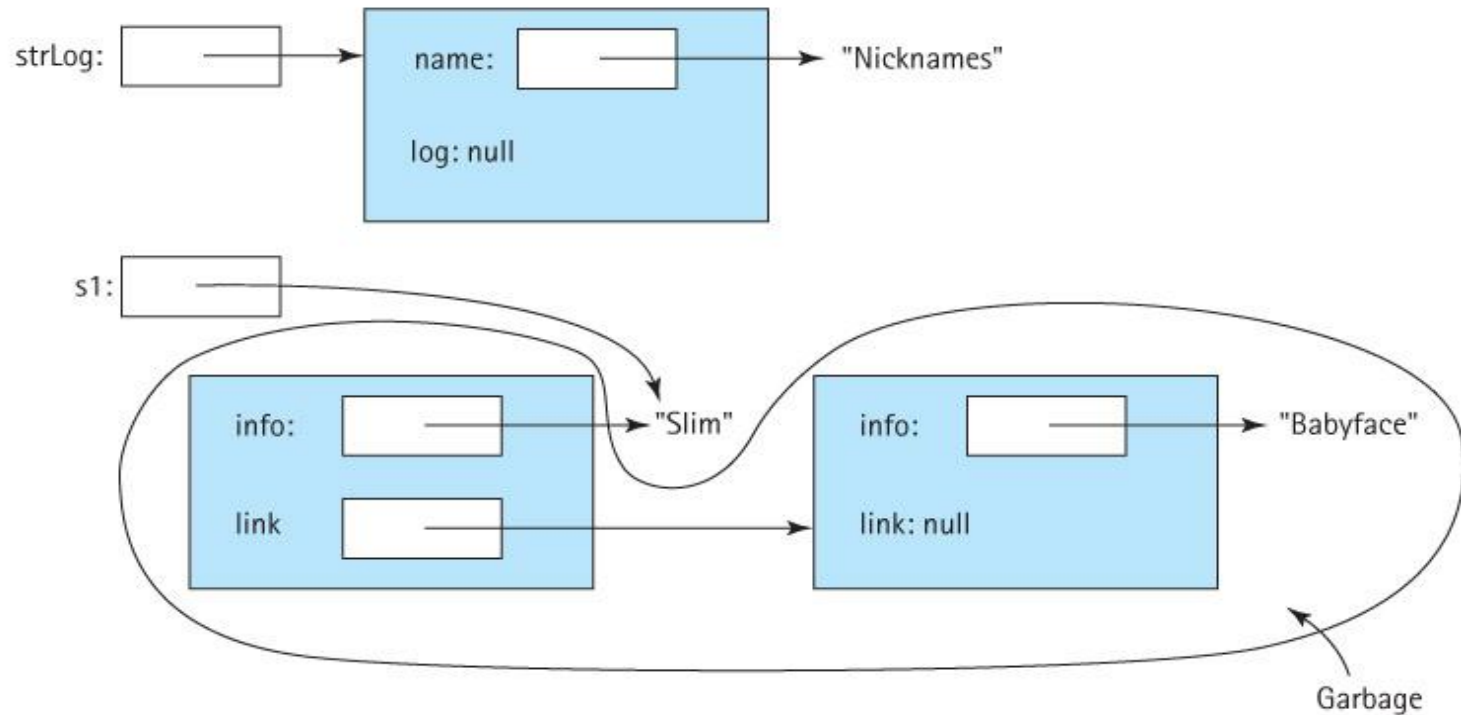 strLog: name: "Nicknames"
log: null
s1:
info: "Slim" info: "Babyface"
link link: null
Garbage